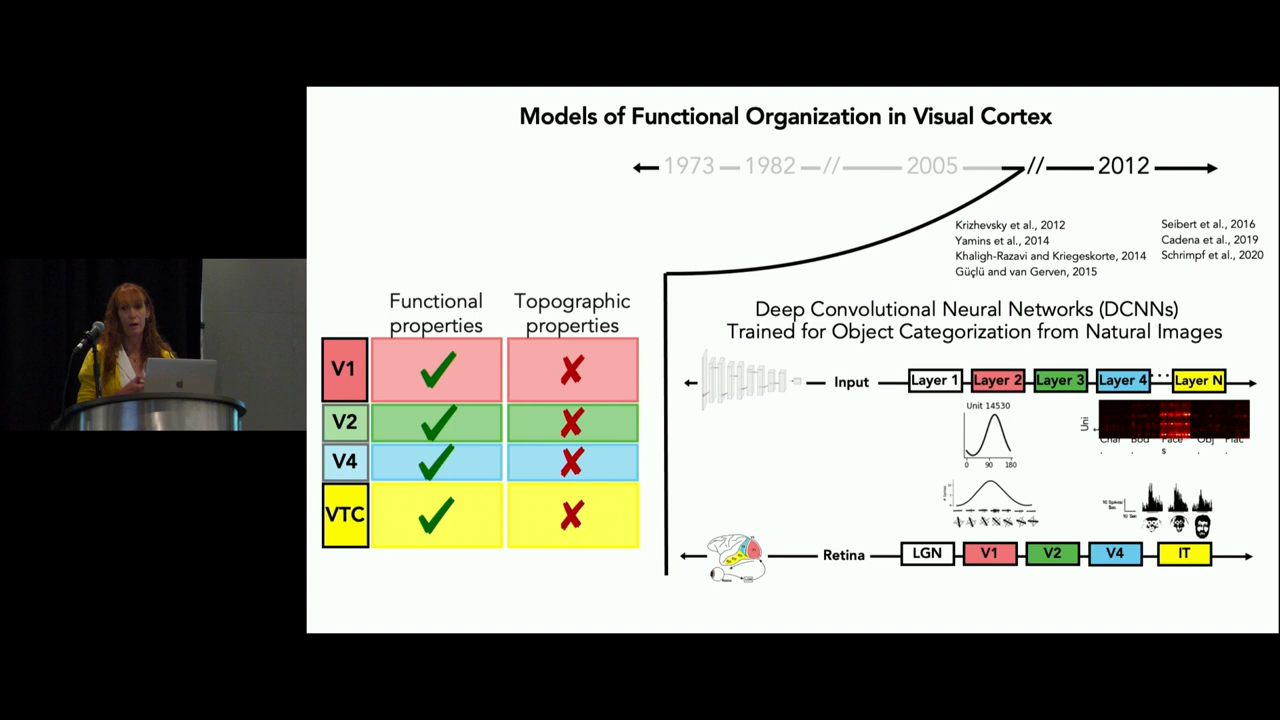 Models of Functional Organization in Visual Cortex
1973 1982 // 2005 // 2012
Krizhevsky et al., 2012
Yamins et al., 2014
Khaligh-Razavi and Kriegeskorte, 2014
Güçlü and van Gerven, 2015
Seibert et al., 2016
Cadena et al., 2019
Schrimpf et al., 2020
Functional properties
Topographic properties
V1
V2
V4
VTC
Deep Convolutional Neural Networks (DCNNs)
Trained for Object Categorization from Natural Images
Input Layer 1 Layer 2 Layer 3 Layer 4 ... Layer N
Unit 14530
0 90 180
Uni
Retina LGN V1 V2 V4 IT